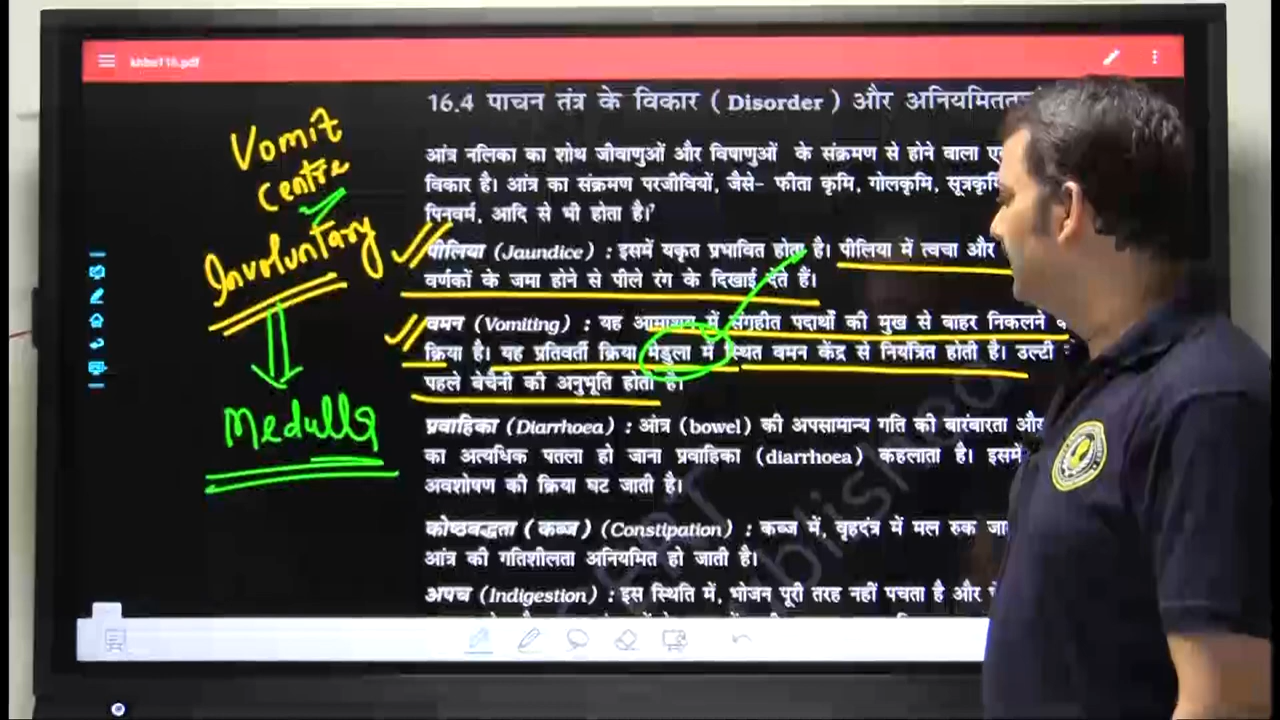 khbo116.pdf
16.4 पाचन तंत्र के विकार ( Disorder ) और
आंत्र नलिका का शोथ जीवाणुओं और विषाणुओं के संक्रमण से होने वाला
विकार है। आंत्र का संक्रमण परजीवियों, जैसे– फीता कृमि, गोलकृमि,
पिनवर्म, आदि से भी होता है।
पीलिया (Jaundice) : इसमें यकृत प्रभावित होता है। पीलिया में त्वचा और
वर्णकों के जमा होने से पीले रंग के दिखाई देते हैं।
वमन (Vomiting) : यह आमाशय में संगृहीत पदार्थों की मुख से बाहर निकलने
क्रिया है। यह प्रतिवर्ती क्रिया मेडुला में स्थित वमन केंद्र से नियंत्रित होती है। उल्टी
पहले बेचैनी की अनुभूति होती है।
प्रवाहिका (Diarrhoea) : आंत्र (bowel) की अपसामान्य गति की बारंबारता और
का अत्यधिक पतला हो जाना प्रवाहिका (diarrhoea) कहलाता है। इसमें
अवशोषण की क्रिया घट जाती है।
कोष्ठबद्धता ( कब्ज ) (Constipation) : कब्ज में, वृहदंत्र में मल रुक
आंत्र की गतिशीलता अनियमित हो जाती है।
अपच (Indigestion) : इस स्थिति में, भोजन पूरी तरह नहीं पचता है और
Vomit
Centre
Involuntary
Medulla